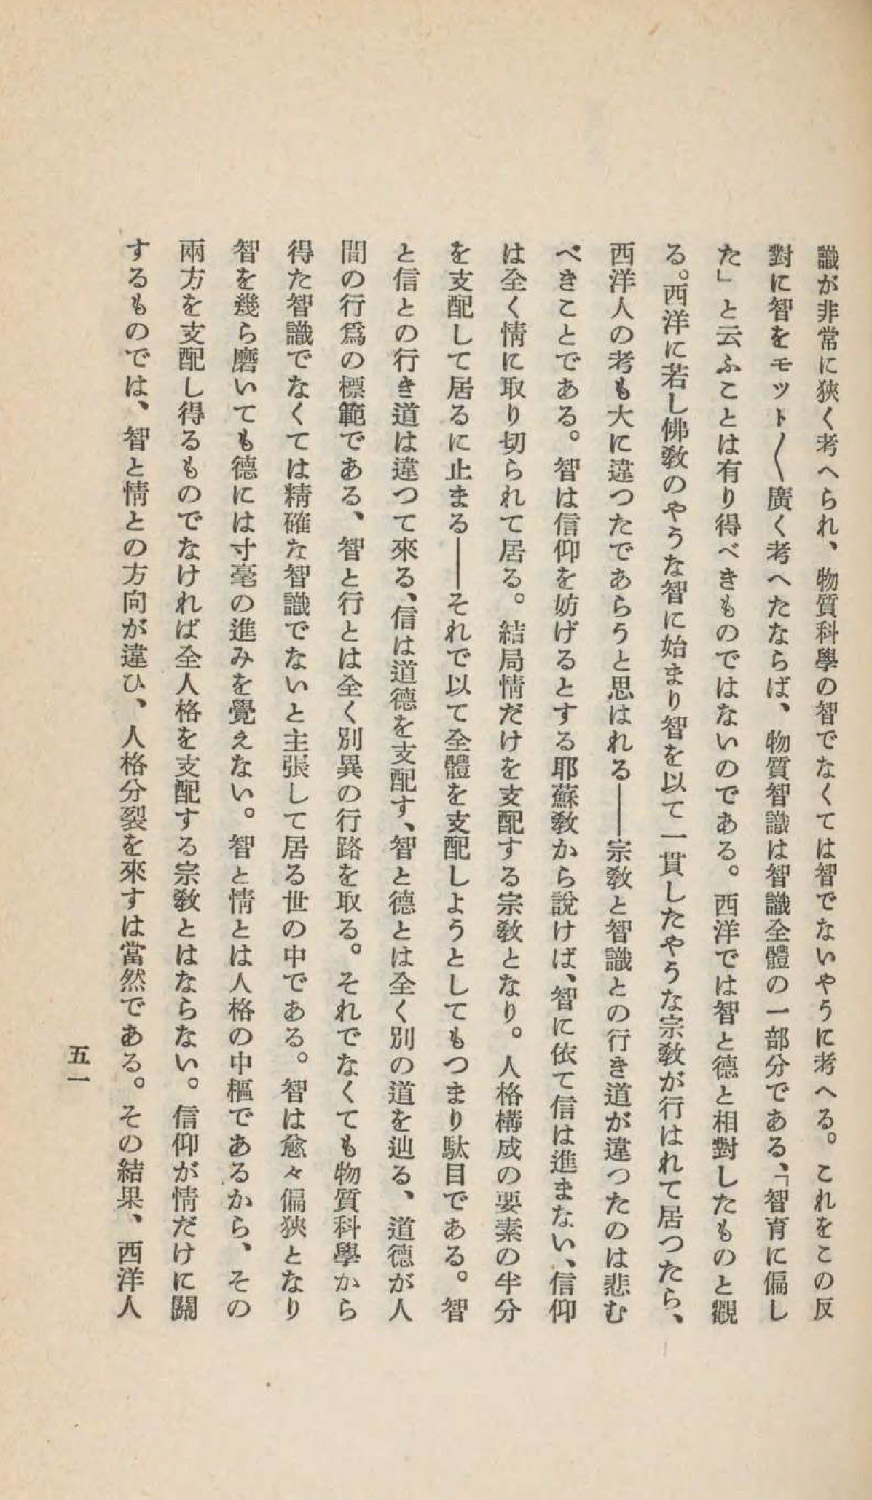 識が非常に狹く考へられ、物質科學の智でなくては智でないやうに考へる。これをこの反
對に智をモット〳〵廣く考へたならば、物質智識は智識全體の一部分である、「智育に偏し
た」と云ふことは有り得べきものではないのである。西洋では智と德と相對したものと觀
る。西洋に若し佛敎のやうな智に始まり智を以て一貫したやうな宗敎が行はれて居つたら、
西洋人の考も大に違つたであらうと思はれる――宗敎と智識との行き道が違つたのは悲む
べきことである。智は信仰を妨げるとする耶蘇敎から說けば、智に依て信は進まない、信仰
は全く情に取り切られて居る。結局情だけを支配する宗敎となり。人格構成の要素の半分
を支配して居るに止まる――それで以て全體を支配しようとしてもつまり駄目である。智
と信との行き道は違つて來る、信は道德を支配す、智と德とは全く別の道を辿る、道德が人
間の行爲の標範である、智と行とは全く別異の行路を取る。それでなくても物質科學から
得た智識でなくては精確な智識でないと主張して居る世の中である。智は愈々偏狹となり
智を幾ら磨いても德には寸毫の進みを覺えない。智と情とは人格の中樞であるから、その
兩方を支配し得るものでなければ全人格を支配する宗敎とはならない。信仰が情だけに關
するものでは、智と情との方向が違ひ、人格分裂を來すは當然である。その結果、西洋人
五一